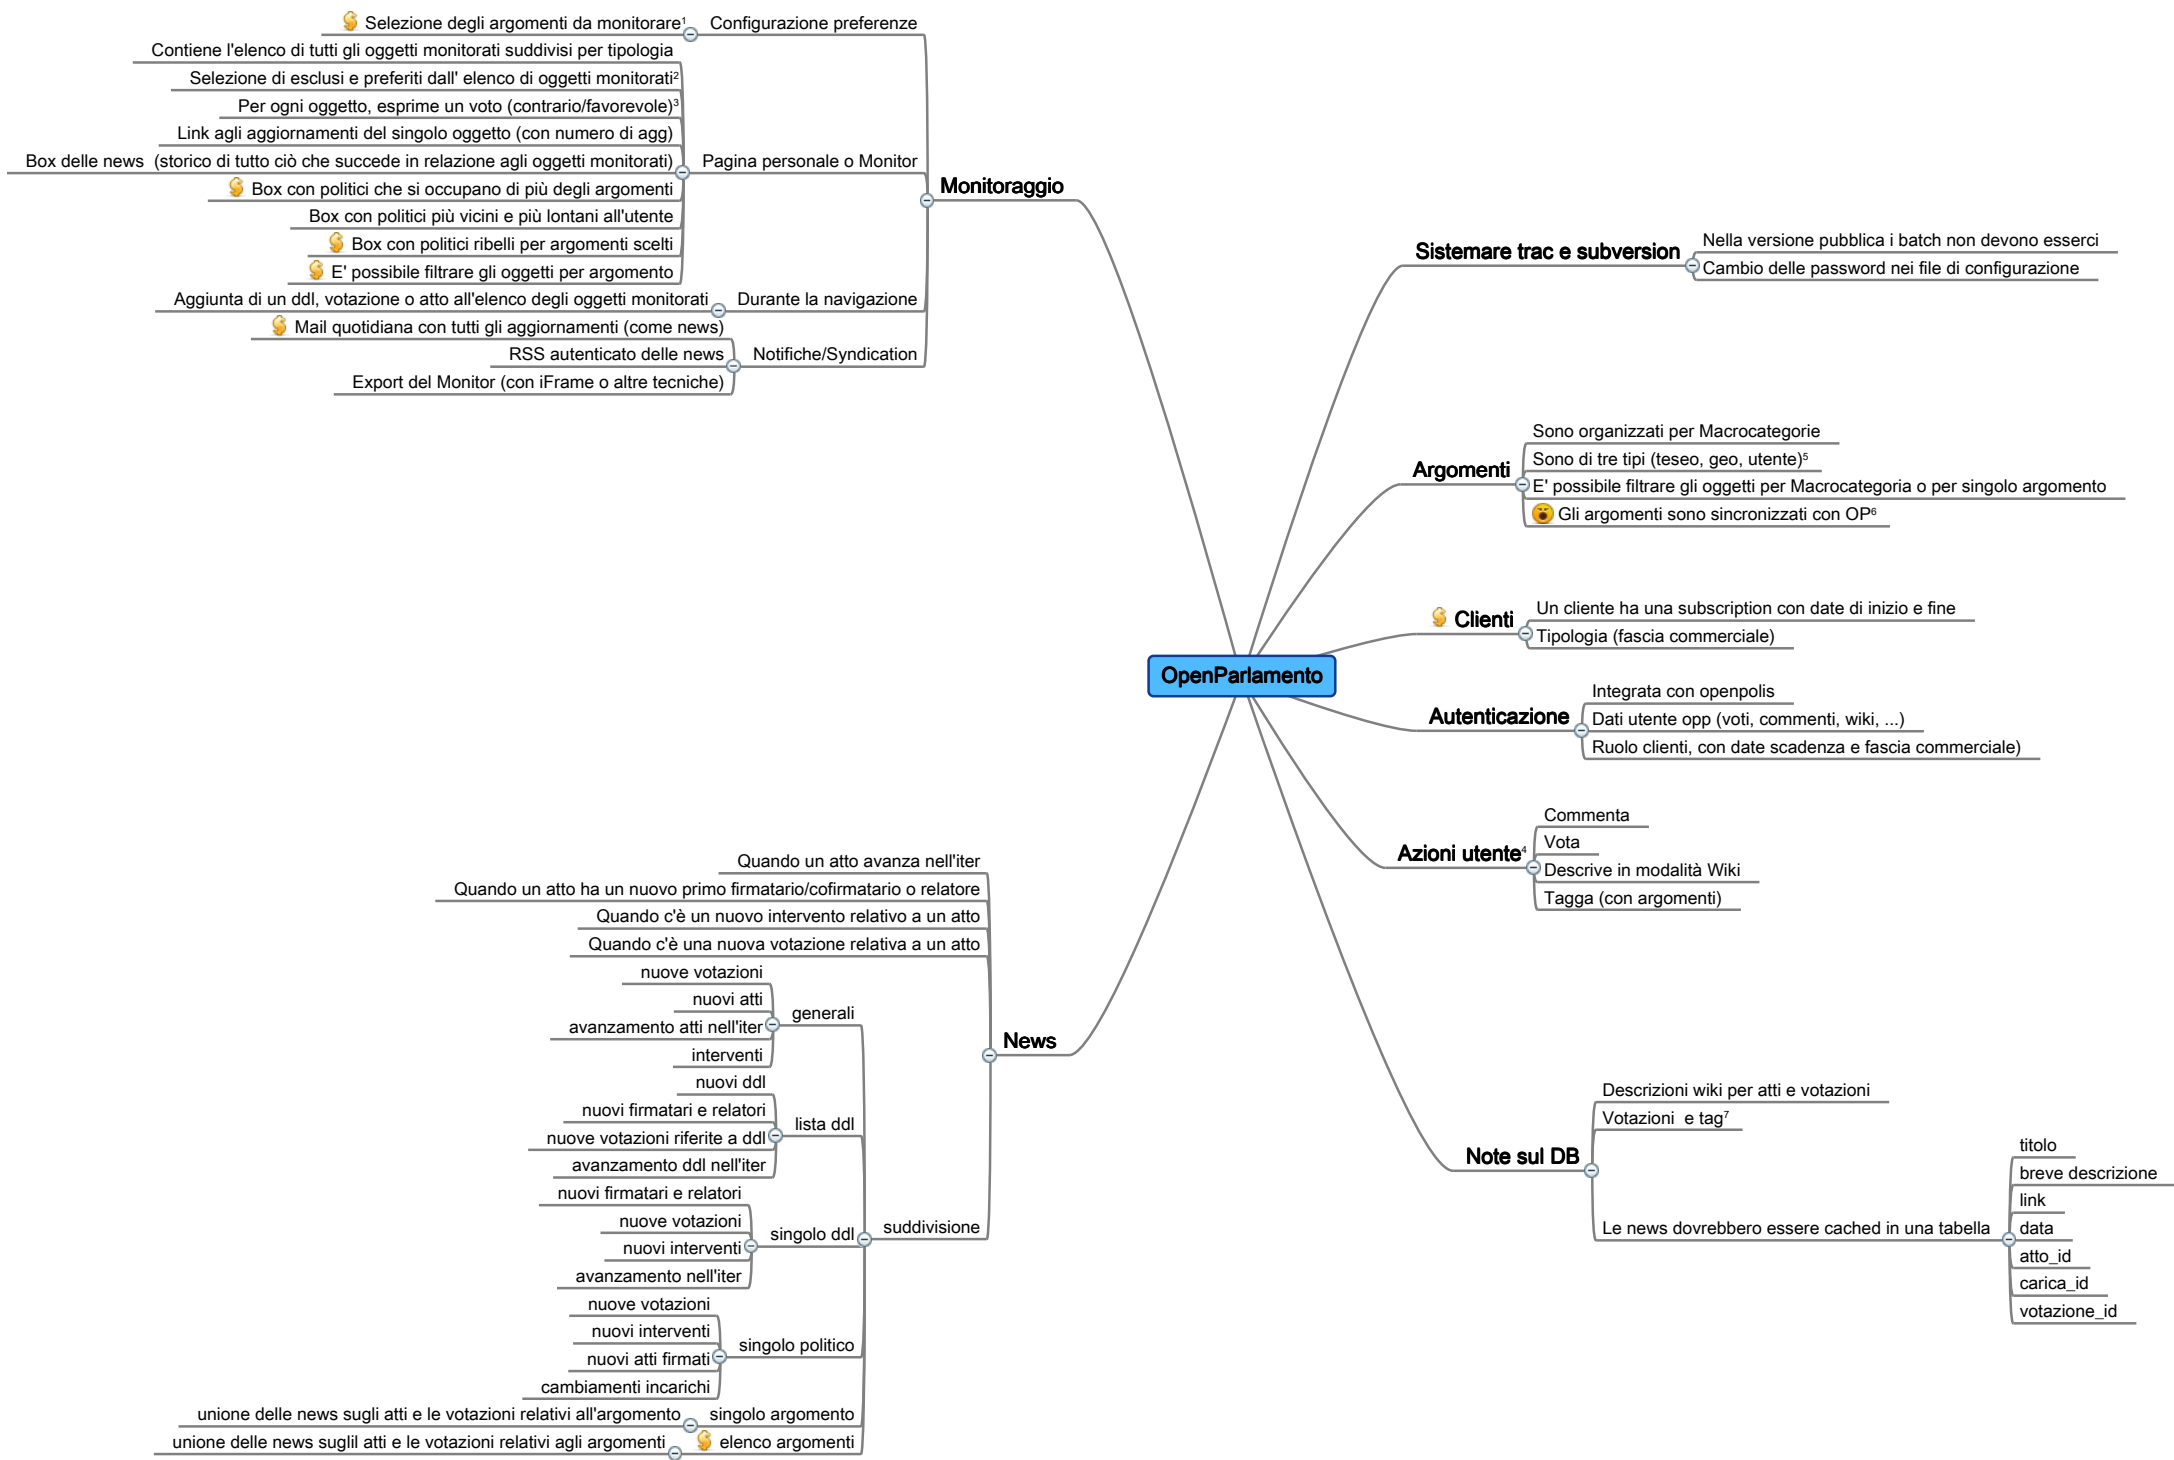 OpenParlamento
Monitoraggio
Configurazione preferenze
Selezione degli argomenti da monitorare¹
Pagina personale o Monitor
Contiene l'elenco di tutti gli oggetti monitorati suddivisi per tipologia
Selezione di esclusi e preferiti dall' elenco di oggetti monitorati²
Per ogni oggetto, esprime un voto (contrario/favorevole)³
Link agli aggiornamenti del singolo oggetto (con numero di agg)
Box delle news (storico di tutto ciò che succede in relazione agli oggetti monitorati)
Box con politici che si occupano di più degli argomenti
Box con politici più vicini e più lontani all'utente
Box con politici ribelli per argomenti scelti
E' possibile filtrare gli oggetti per argomento
Durante la navigazione
Aggiunta di un ddl, votazione o atto all'elenco degli oggetti monitorati
Notifiche/Syndication
Mail quotidiana con tutti gli aggiornamenti (come news)
RSS autenticato delle news
Export del Monitor (con iFrame o altre tecniche)
Sistemare trac e subversion
Nella versione pubblica i batch non devono esserci
Cambio delle password nei file di configurazione
Argomenti
Sono organizzati per Macrocategorie
Sono di tre tipi (teseo, geo, utente)⁵
E' possibile filtrare gli oggetti per Macrocategoria o per singolo argomento
Gli argomenti sono sincronizzati con OP⁶
Clienti
Un cliente ha una subscription con date di inizio e fine
Tipologia (fascia commerciale)
Autenticazione
Integrata con openpolis
Dati utente opp (voti, commenti, wiki, ...)
Ruolo clienti, con date scadenza e fascia commerciale)
Azioni utente⁴
Commenta
Vota
Descrive in modalità Wiki
Tagga (con argomenti)
Note sul DB
Descrizioni wiki per atti e votazioni
Votazioni e tag⁷
Le news dovrebbero essere cached in una tabella
titolo
breve descrizione
link
data
atto_id
carica_id
votazione_id
News
Quando un atto avanza nell'iter
Quando un atto ha un nuovo primo firmatario/cofirmatario o relatore
Quando c'è un nuovo intervento relativo a un atto
Quando c'è una nuova votazione relativa a un atto
suddivisione
generali
nuove votazioni
nuovi atti
avanzamento atti nell'iter
interventi
lista ddl
nuovi ddl
nuovi firmatari e relatori
nuove votazioni riferite a ddl
avanzamento ddl nell'iter
singolo ddl
nuovi firmatari e relatori
nuove votazioni
nuovi interventi
avanzamento nell'iter
singolo politico
nuove votazioni
nuovi interventi
nuovi atti firmati
cambiamenti incarichi
singolo argomento
unione delle news sugli atti e le votazioni relativi all'argomento
elenco argomenti
unione delle news suglil atti e le votazioni relativi agli argomenti